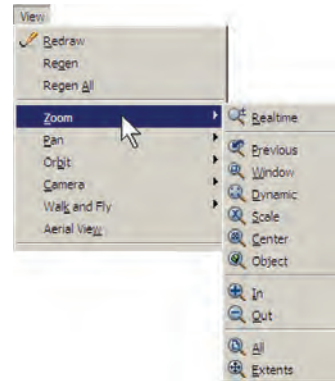 View
Redraw
Regen
Regen All
Zoom
Pan
Orbit
Camera
Walk and Fly
Aerial View
Realtime
Previous
Window
Dynamic
Scale
Center
Object
In
Out
All
Extents